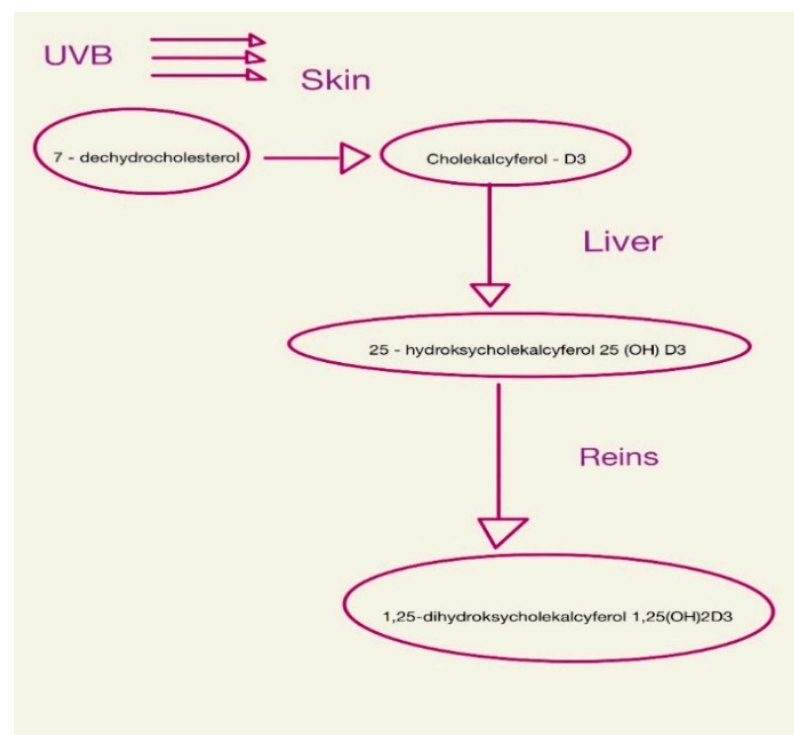 UVB
Skin
7 - dechydrocholesterol
Cholekalcyferol - D3
Liver
25 - hydroksycholekalcyferol 25 (OH) D3
Reins
1,25-dihydroksycholekalcyferol 1,25(OH)2D3